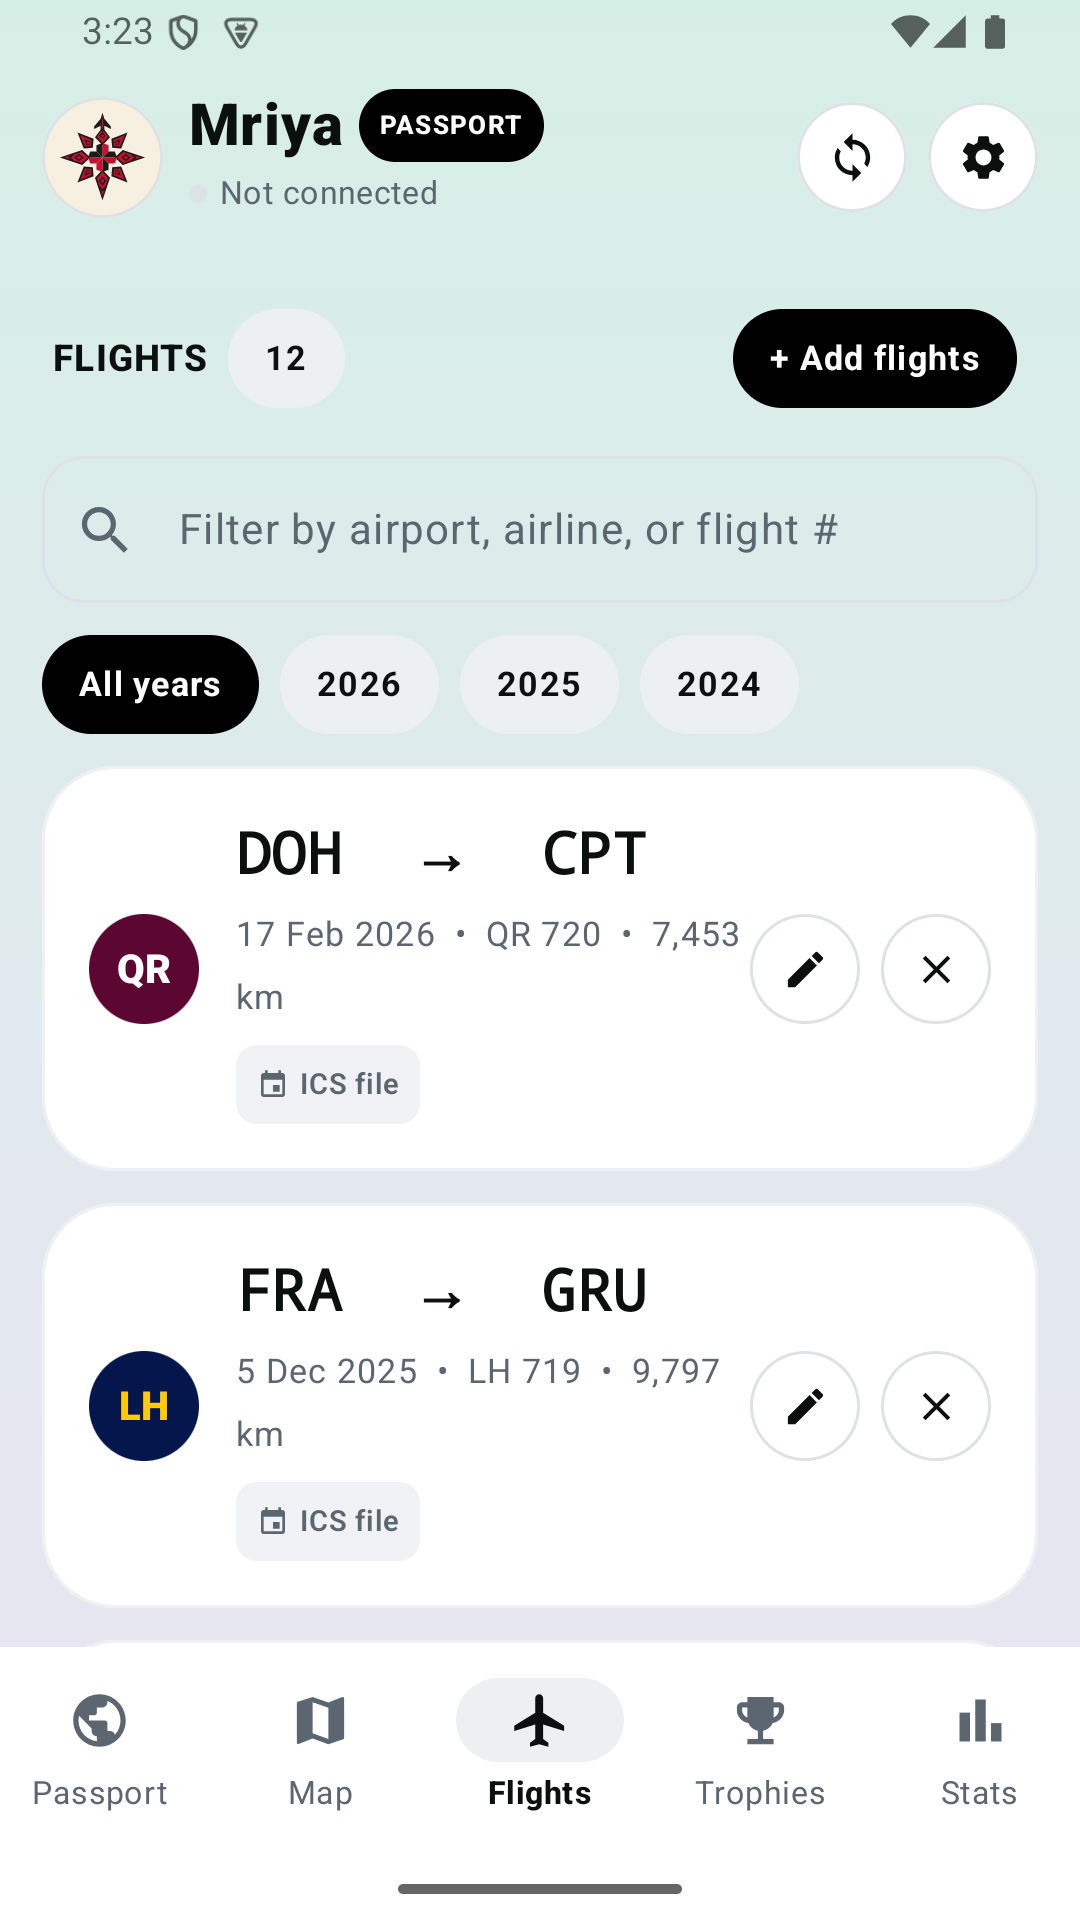 3:23
Mriya PASSPORT
Not connected
FLIGHTS 12 + Add flights
Filter by airport, airline, or flight #
All years 2026 2025 2024
DOH → CPT
QR 17 Feb 2026 • QR 720 • 7,453
km
ICS file
FRA → GRU
LH 5 Dec 2025 • LH 719 • 9,797
km
ICS file
Passport Map Flights Trophies Stats